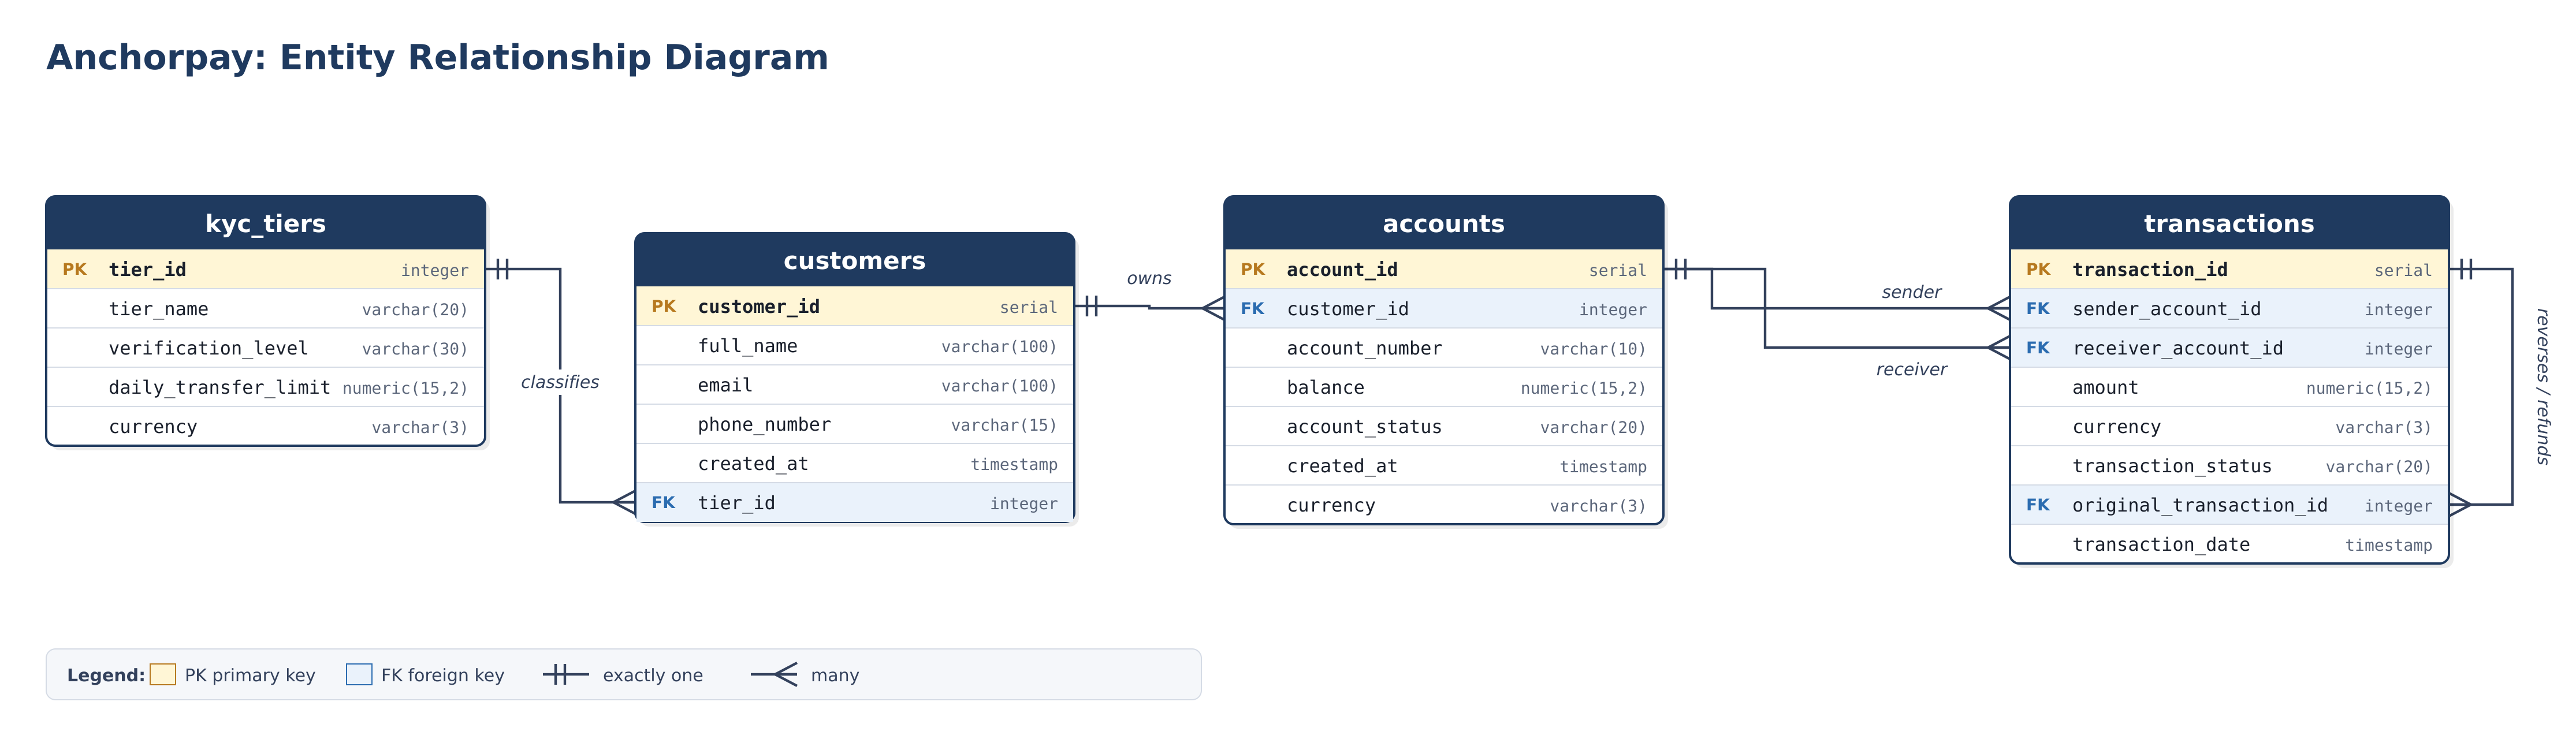 Anchorpay: Entity Relationship Diagram
kyc_tiers
PK tier_id integer
tier_name varchar(20)
verification_level varchar(30)
daily_transfer_limit numeric(15,2)
currency varchar(3)
classifies
customers
PK customer_id serial
full_name varchar(100)
email varchar(100)
phone_number varchar(15)
created_at timestamp
FK tier_id integer
owns
accounts
PK account_id serial
FK customer_id integer
account_number varchar(10)
balance numeric(15,2)
account_status varchar(20)
created_at timestamp
currency varchar(3)
sender
receiver
transactions
PK transaction_id serial
FK sender_account_id integer
FK receiver_account_id integer
amount numeric(15,2)
currency varchar(3)
transaction_status varchar(20)
FK original_transaction_id integer
transaction_date timestamp
reverses / refunds
Legend: PK primary key FK foreign key exactly one many